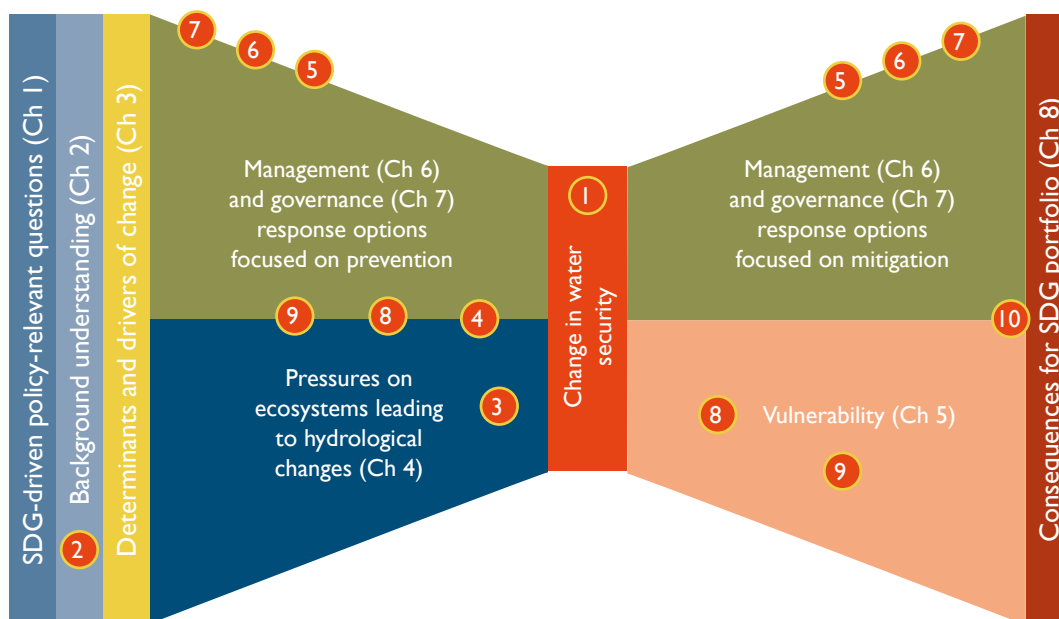 SDG-driven policy-relevant questions (Ch 1)
Background understanding (Ch 2)
2
Determinants and drivers of change (Ch 3)
7
6
5
Management (Ch 6)
and governance (Ch 7)
response options
focused on prevention
9
8
4
Pressures on
ecosystems leading
to hydrological
changes (Ch 4)
3
1
Change in water
security
5
6
7
Management (Ch 6)
and governance (Ch 7)
response options
focused on mitigation
10
8
Vulnerability (Ch 5)
9
Consequences for SDG portfolio (Ch 8)